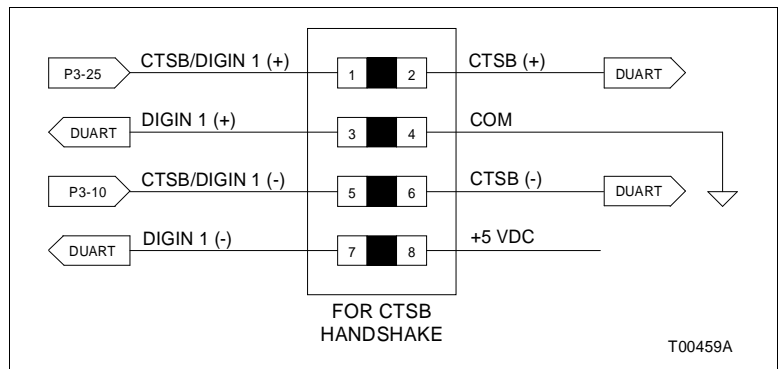 P3-25 CTSB/DIGIN 1 (+) 1 2 CTSB (+) DUART
DUART DIGIN 1 (+) 3 4 COM
P3-10 CTSB/DIGIN 1 (-) 5 6 CTSB (-) DUART
DUART DIGIN 1 (-) 7 8 +5 VDC
FOR CTSB
HANDSHAKE
T00459A